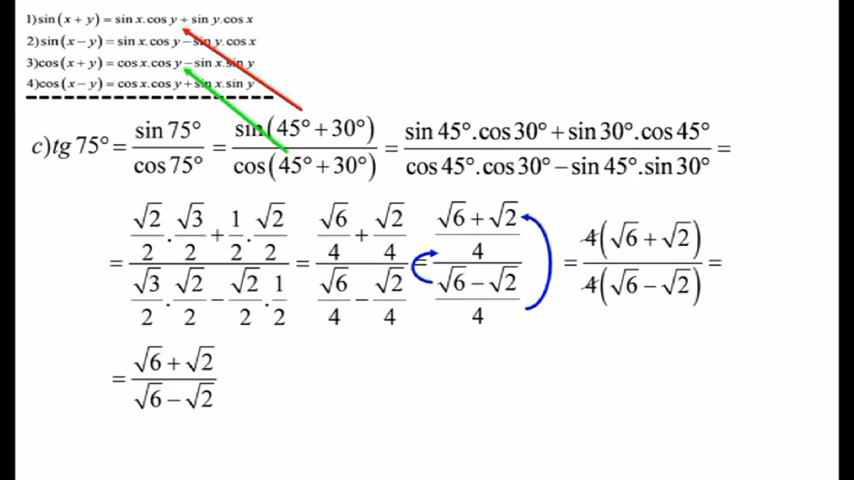 1)sin(x + y) = sin x.cos y + sin y.cos x
2)sin(x − y) = sin x.cos y − sin y.cos x
3)cos(x + y) = cos x.cos y − sin x.sin y
4)cos(x − y) = cos x.cos y + sin x.sin y
c)tg 75° = sin 75° / cos 75° = sin(45° + 30°) / cos(45° + 30°) = (sin 45°.cos 30° + sin 30°.cos 45°) / (cos 45°.cos 30° − sin 45°.sin 30°) =
= (√2/2 . √3/2 + 1/2 . √2/2) / (√3/2 . √2/2 − √2/2 . 1/2) = (√6/4 + √2/4) / (√6/4 − √2/4) = ((√6 + √2)/4) / ((√6 − √2)/4) = 4(√6 + √2) / 4(√6 − √2) =
= (√6 + √2) / (√6 − √2)